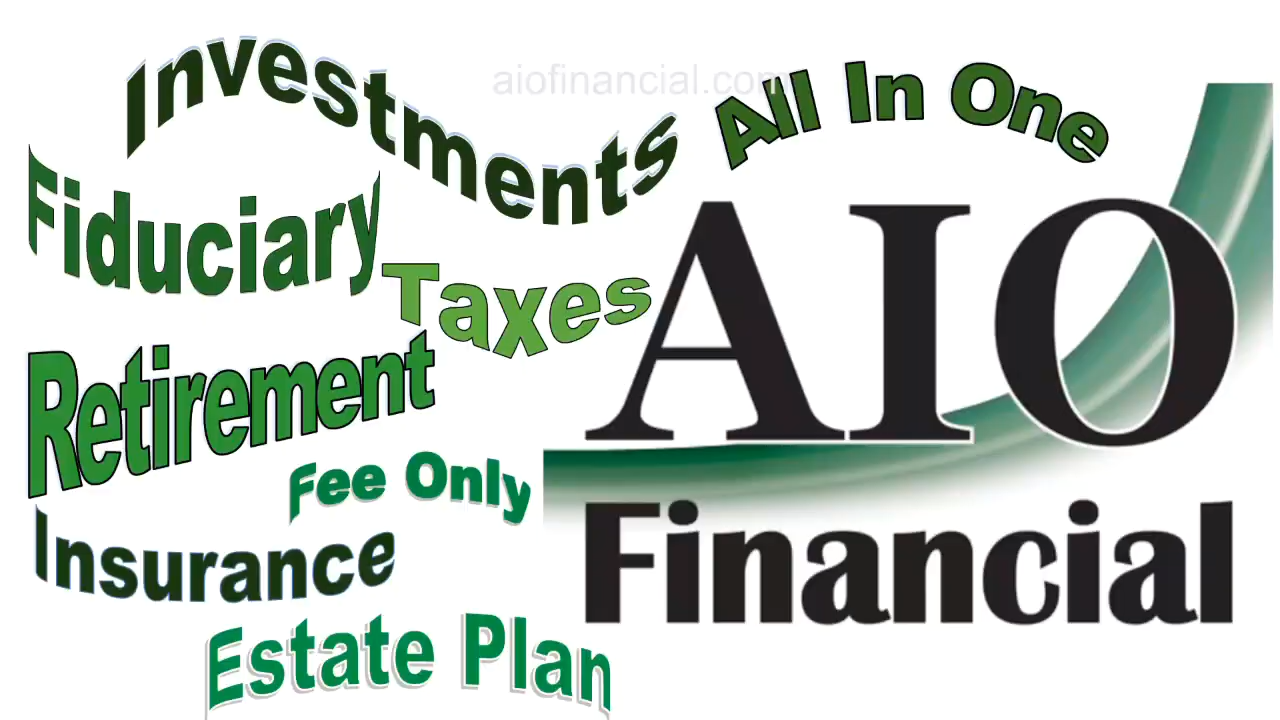 aiofinancial.com
Investments
All In One
Fiduciary
Taxes
AIO
Retirement
Fee Only
Insurance
Financial
Estate Plan